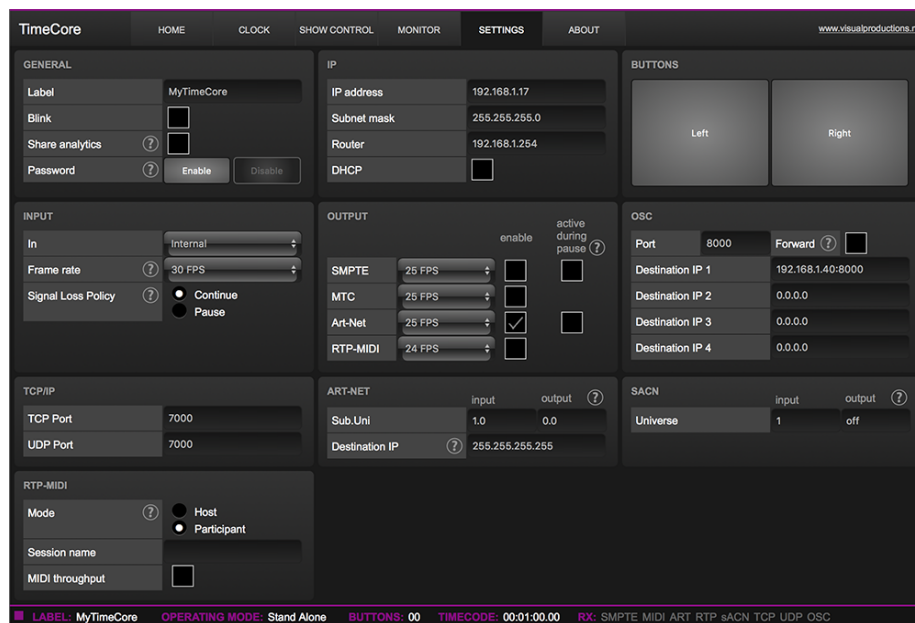 TimeCore HOME CLOCK SHOW CONTROL MONITOR SETTINGS ABOUT
GENERAL
Label MyTimeCore
Blink
Share analytics ?
Password ? Enable Disable
IP
IP address 192.168.1.17
Subnet mask 255.255.255.0
Router 192.168.1.254
DHCP
BUTTONS
Left Right
INPUT
In Internal
Frame rate ? 30 FPS
Signal Loss Policy ? Continue
Pause
OUTPUT
enable active during pause ?
SMPTE 25 FPS
MTC 25 FPS
Art-Net 25 FPS
RTP-MIDI 24 FPS
OSC
Port 8000 Forward ?
Destination IP 1 192.168.1.40:8000
Destination IP 2 0.0.0.0
Destination IP 3 0.0.0.0
Destination IP 4 0.0.0.0
TCP/IP
TCP Port 7000
UDP Port 7000
ART-NET
input output ?
Sub.Uni 1.0 0.0
Destination IP ? 255.255.255.255
SACN
input output ?
Universe 1 off
RTP-MIDI
Mode ? Host
Participant
Session name
MIDI throughput
LABEL: MyTimeCore OPERATING MODE: Stand Alone BUTTONS: 00 TIMECODE: 00:01:00.00 RX: SMPTE MIDI ART RTP sACN TCP UDP OSC